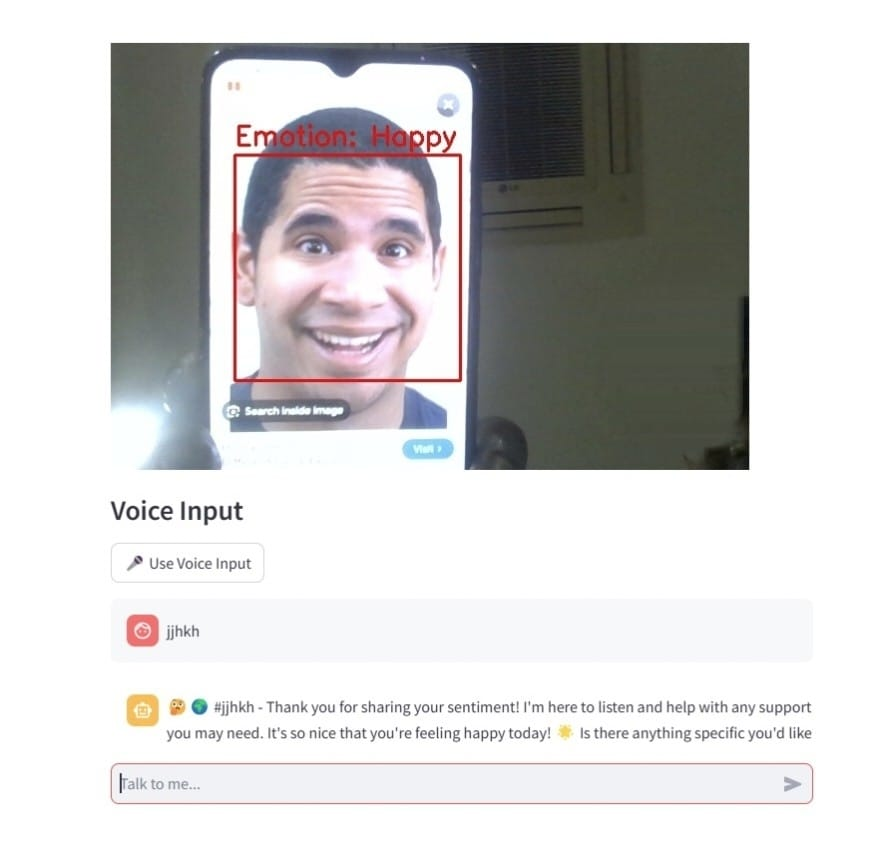 Emotion: Happy
LG
Search inside image
Visit >
Voice Input
🎤 Use Voice Input
jjhkh
🫣 🌍 #jjhkh - Thank you for sharing your sentiment! I'm here to listen and help with any support
you may need. It's so nice that you're feeling happy today! 🌟 Is there anything specific you'd like
Talk to me...